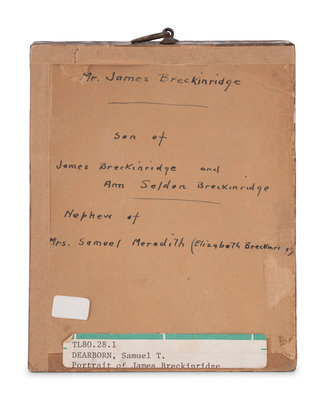 Mr. James Breckinridge
Son of
James Breckinridge and
Ann Seldon Breckinridge
Nephew of
Mrs. Samuel Meredith (Elizabeth
TL80.28.1
DEARBORN, Samuel T.
Portrait of James Breckinridge